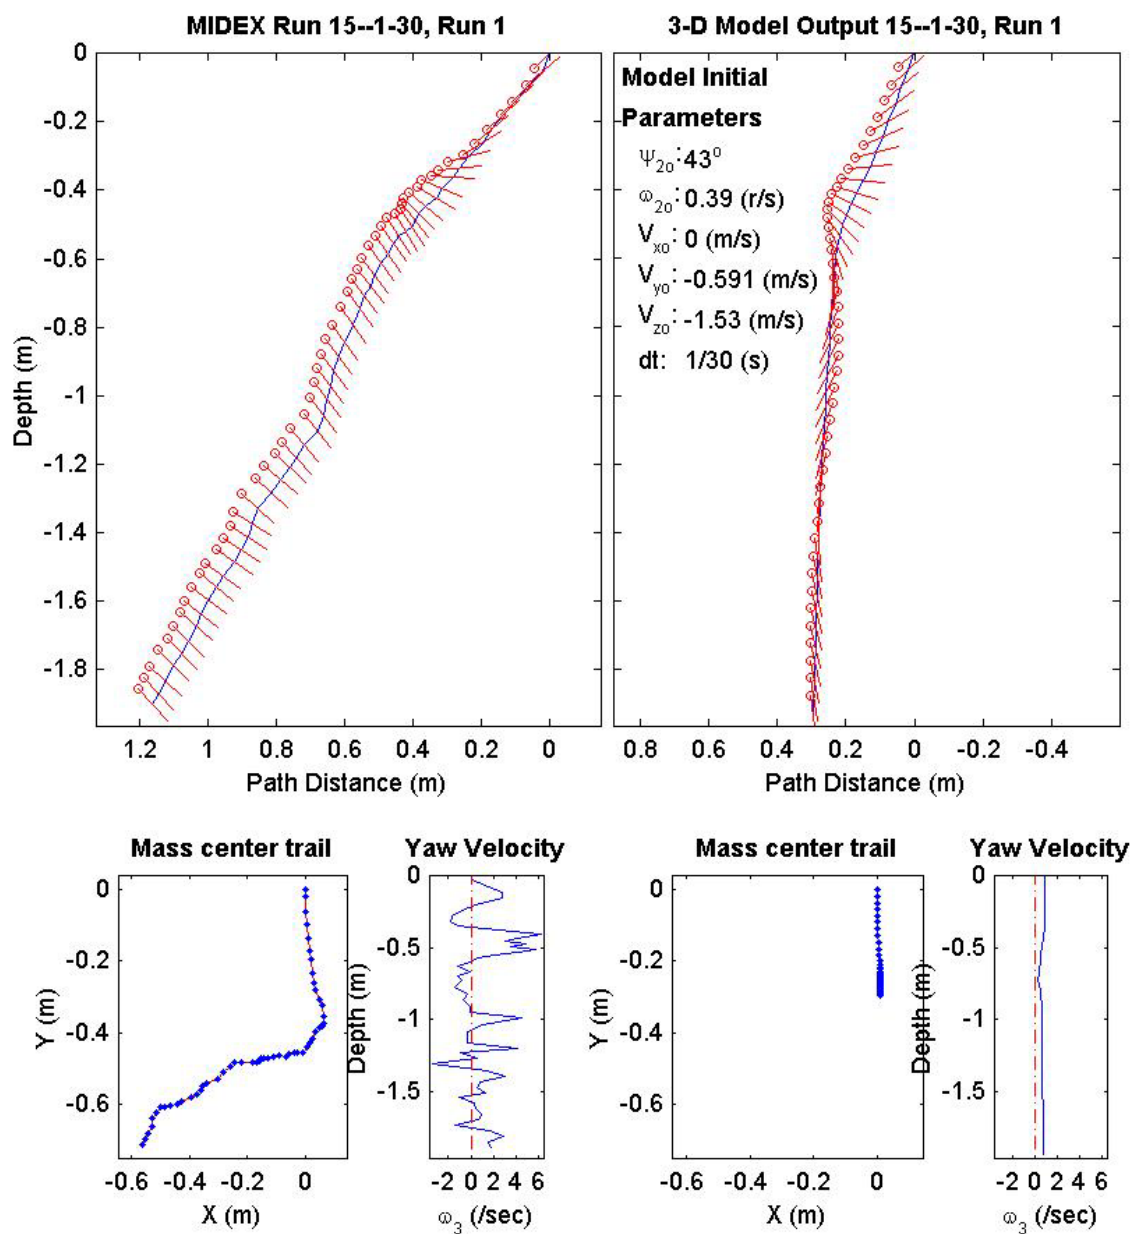 MIDEX Run 15--1-30, Run 1
3-D Model Output 15--1-30, Run 1
0
-0.2
-0.4
-0.6
-0.8
-1
-1.2
-1.4
-1.6
-1.8
Depth (m)
1.2 1 0.8 0.6 0.4 0.2 0
Path Distance (m)
Model Initial
Parameters
Ψ2o: 43o
ω2o: 0.39 (r/s)
Vxo: 0 (m/s)
Vyo: -0.591 (m/s)
Vzo: -1.53 (m/s)
dt: 1/30 (s)
0.8 0.6 0.4 0.2 0 -0.2 -0.4
Path Distance (m)
Mass center trail
0
-0.2
-0.4
-0.6
Y (m)
-0.6 -0.4 -0.2 0
X (m)
Yaw Velocity
0
-0.5
-1
-1.5
Depth (m)
-2 0 2 4 6
ω3 (/sec)
Mass center trail
0
-0.2
-0.4
-0.6
Y (m)
-0.6 -0.4 -0.2 0
X (m)
Yaw Velocity
0
-0.5
-1
-1.5
Depth (m)
-2 0 2 4 6
ω3 (/sec)